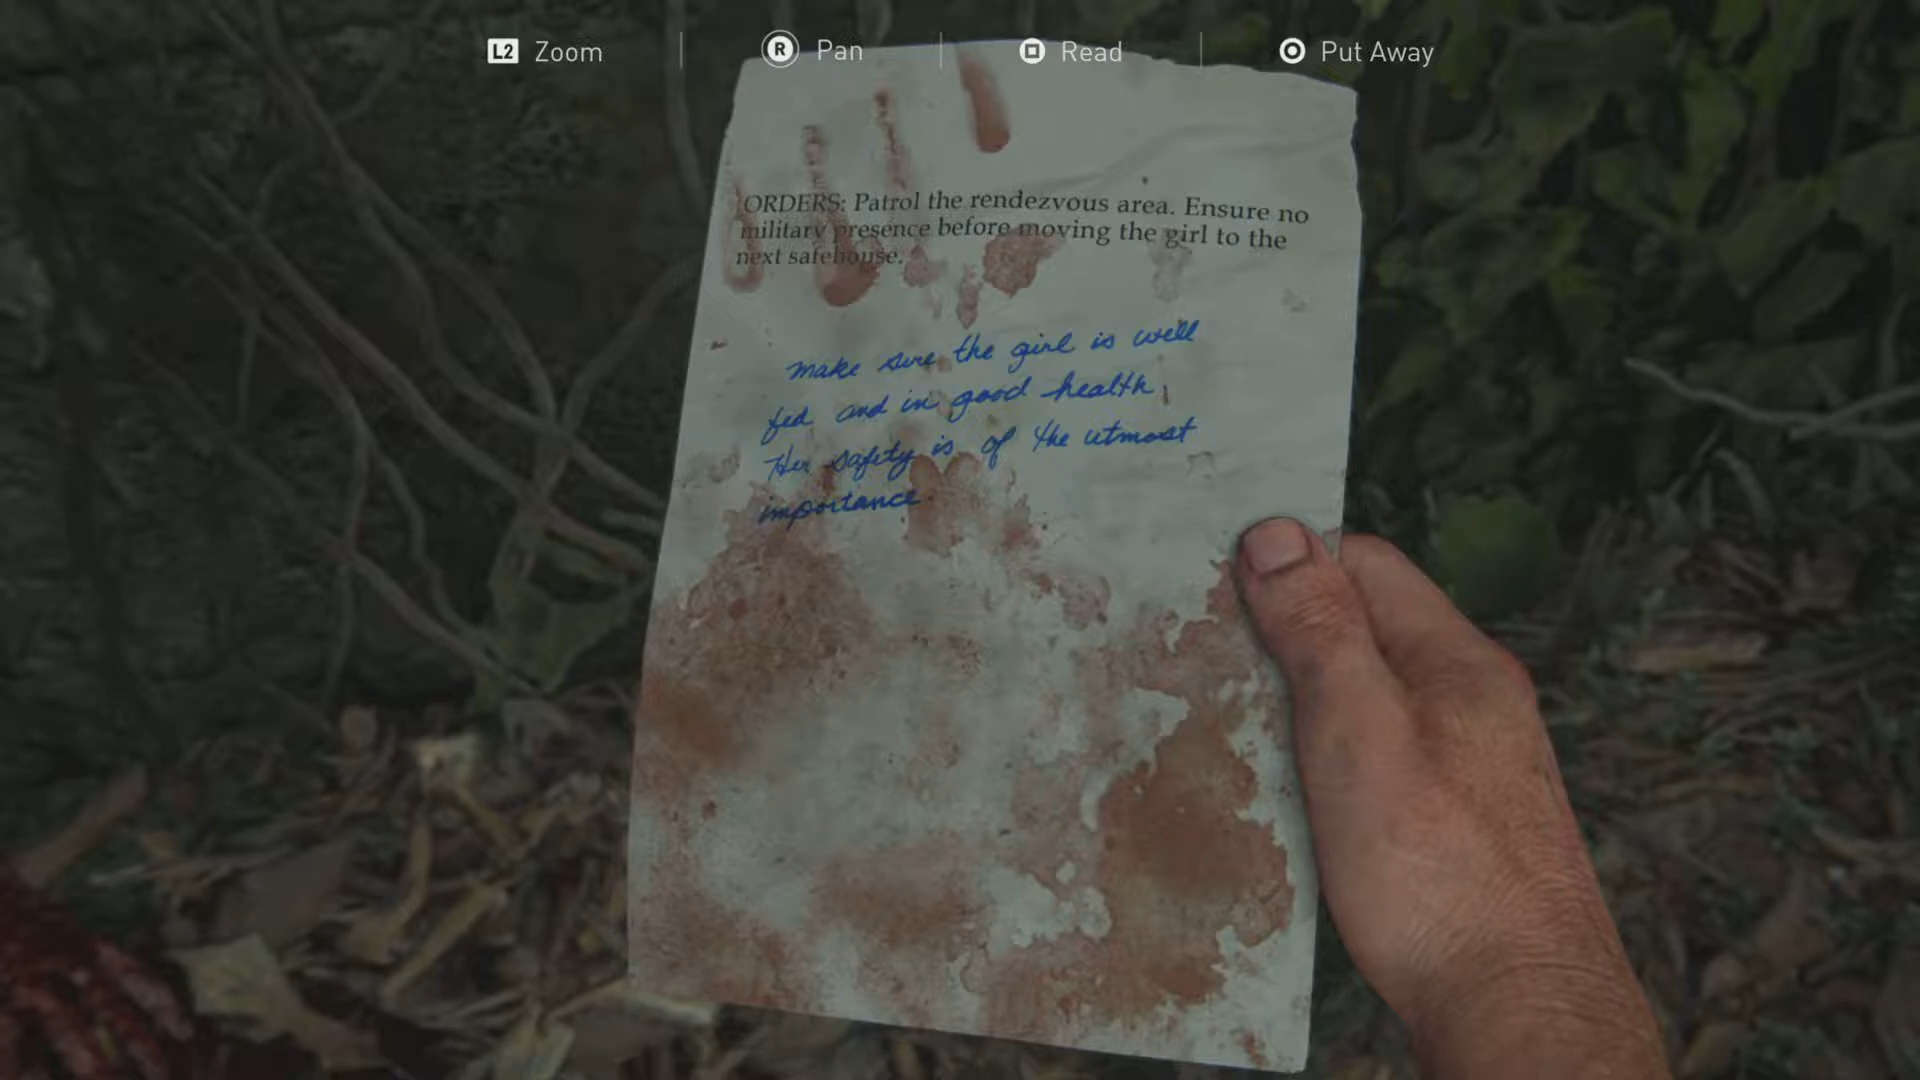 L2 Zoom R Pan Read Put Away
ORDERS: Patrol the rendezvous area. Ensure no
military presence before moving the girl to the
next safehouse.
make sure the girl is well
fed and in good health.
Her safety is of the utmost
importance.